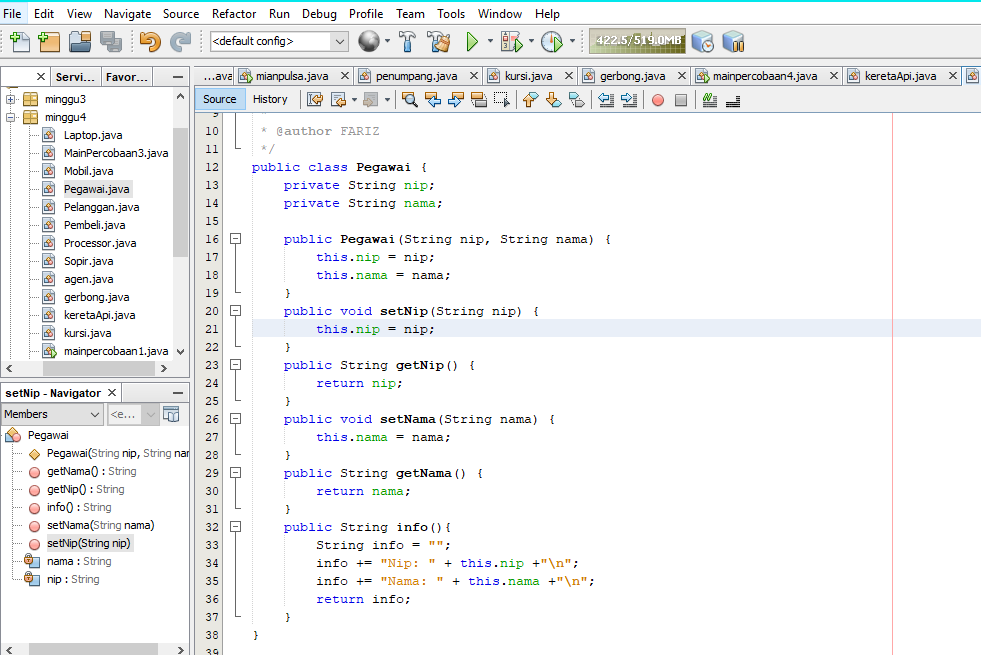 File Edit View Navigate Source Refactor Run Debug Profile Team Tools Window Help
<default config> 422.5/519.0MB
Servi... Favor... ...ava mianpulsa.java penumpang.java kursi.java gerbong.java mainpercobaan4.java keretaApi.java
Source History
minggu3
minggu4
Laptop.java
MainPercobaan3.java
Mobil.java
Pegawai.java
Pelanggan.java
Pembeli.java
Processor.java
Sopir.java
agen.java
gerbong.java
keretaApi.java
kursi.java
mainpercobaan1.java
setNip - Navigator
Members <e...
Pegawai
Pegawai(String nip, String nar
getNama() : String
getNip() : String
info() : String
setNama(String nama)
setNip(String nip)
nama : String
nip : String
9
10 * @author FARIZ
11 */
12 public class Pegawai {
13 private String nip;
14 private String nama;
15
16 public Pegawai(String nip, String nama) {
17 this.nip = nip;
18 this.nama = nama;
19 }
20 public void setNip(String nip) {
21 this.nip = nip;
22 }
23 public String getNip() {
24 return nip;
25 }
26 public void setNama(String nama) {
27 this.nama = nama;
28 }
29 public String getNama() {
30 return nama;
31 }
32 public String info(){
33 String info = "";
34 info += "Nip: " + this.nip +"\n";
35 info += "Nama: " + this.nama +"\n";
36 return info;
37 }
38 }
39